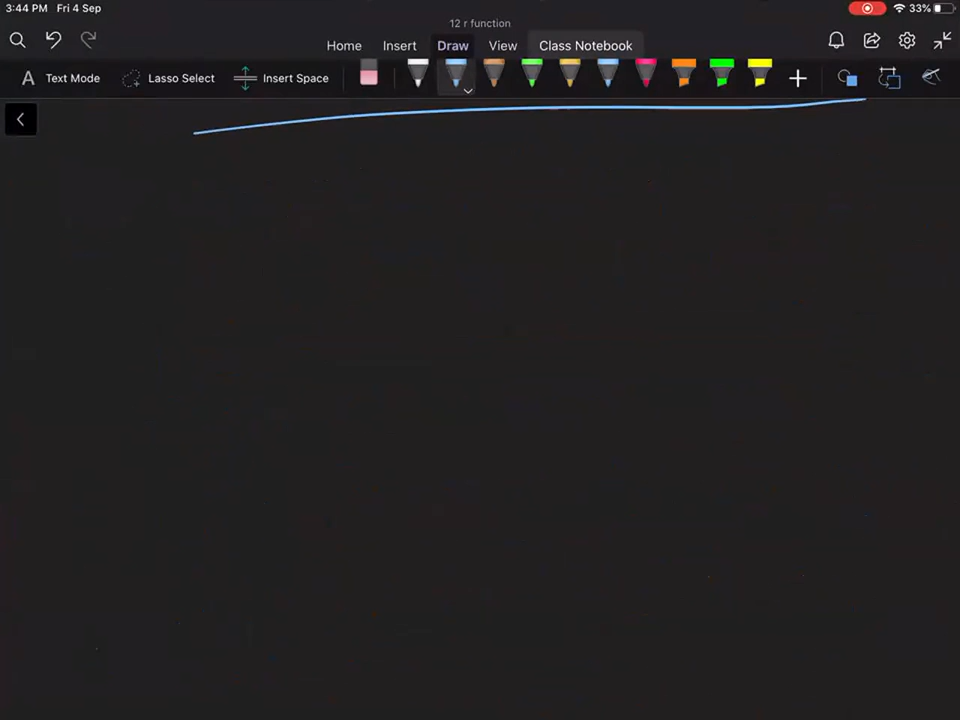 3:44 PM Fri 4 Sep 33%
12 r function
Home Insert Draw View Class Notebook
A Text Mode Lasso Select Insert Space